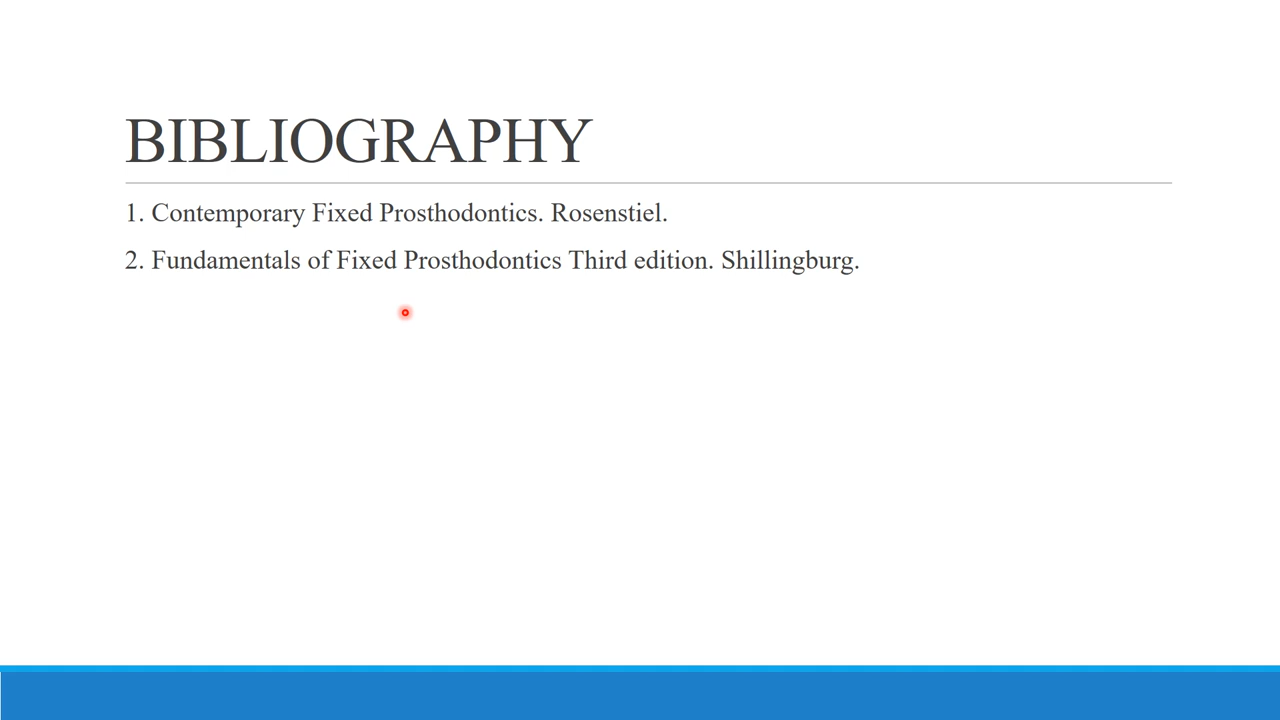 BIBLIOGRAPHY
1. Contemporary Fixed Prosthodontics. Rosenstiel.
2. Fundamentals of Fixed Prosthodontics Third edition. Shillingburg.